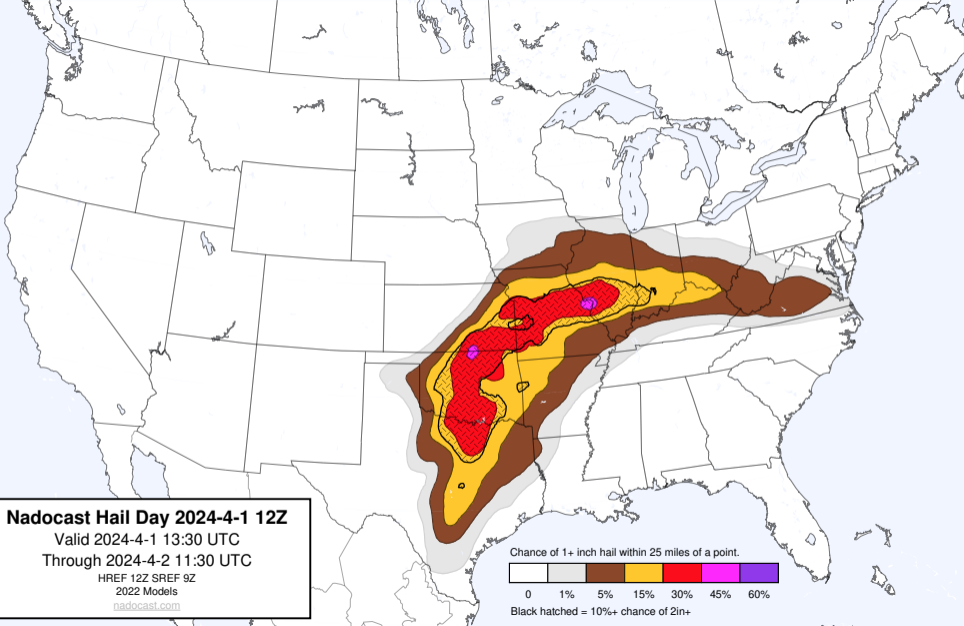 Nadocast Hail Day 2024-4-1 12Z
Valid 2024-4-1 13:30 UTC
Through 2024-4-2 11:30 UTC
HREF 12Z SREF 9Z
2022 Models
nadocast.com
Chance of 1+ inch hail within 25 miles of a point.
0 1% 5% 15% 30% 45% 60%
Black hatched = 10%+ chance of 2in+